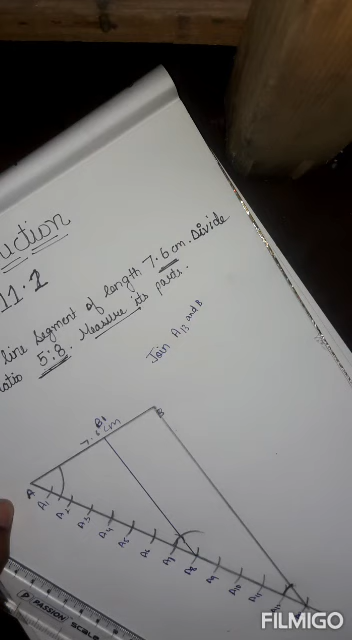 uction
11.1
line segment of length 7.6 cm. Divide
ratio 5:8. Measure its parts.
Join A₁₃ and B
B
7.6 cm
A
A₁
A₂
A₃
A₄
A₅
A₆
A₇
A₈
A₉
A₁₀
A₁₁
PASSION SCALE
FILMIGO